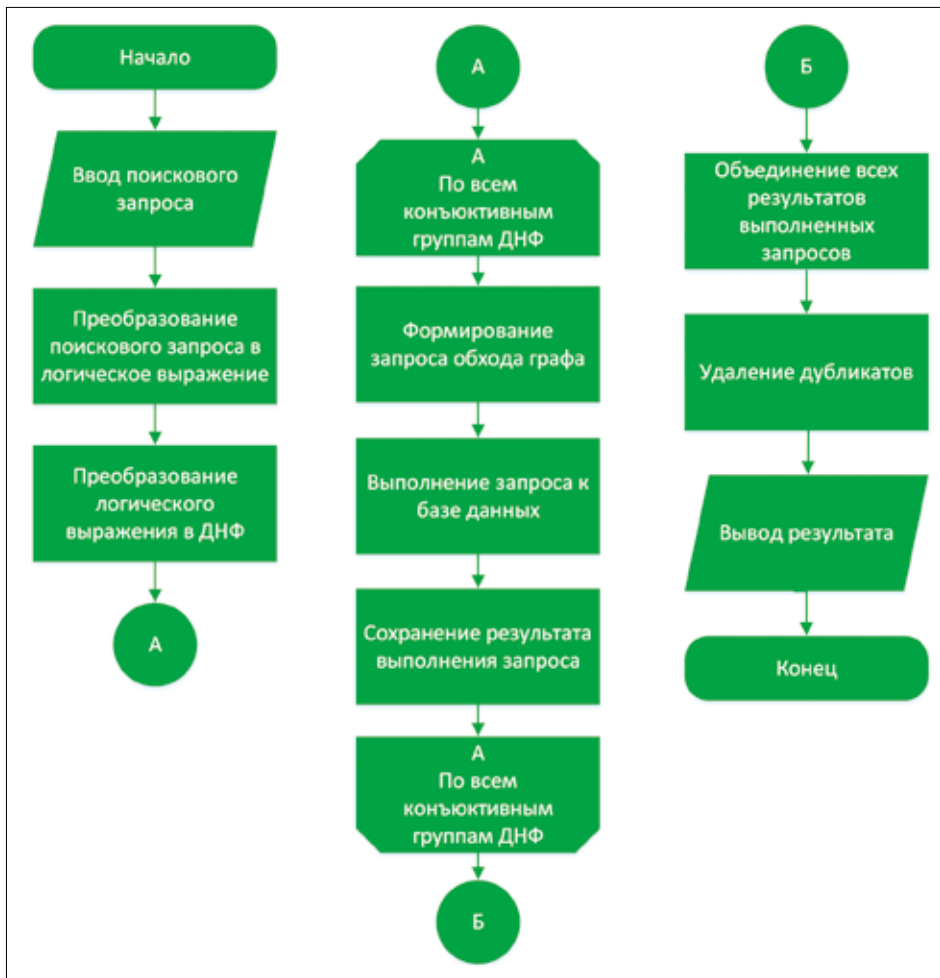 Начало
Ввод поискового
запроса
Преобразование
поискового запроса в
логическое выражение
Преобразование
логического
выражения в ДНФ
А
А
А
По всем
конъюктивным
группам ДНФ
Формирование
запроса обхода графа
Выполнение запроса к
базе данных
Сохранение результата
выполнения запроса
А
По всем
конъюктивным
группам ДНФ
Б
Б
Объединение всех
результатов
выполненных
запросов
Удаление дубликатов
Вывод результата
Конец